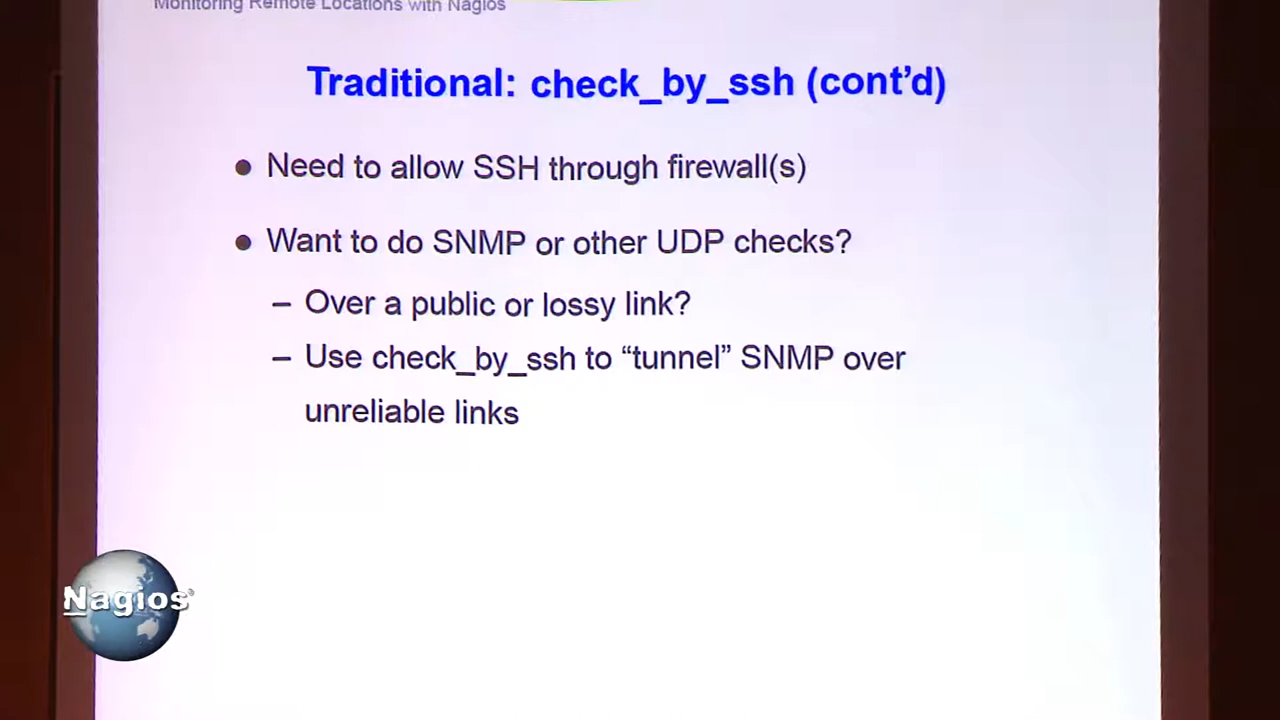 Monitoring Remote Locations with Nagios
Traditional: check_by_ssh (cont’d)
● Need to allow SSH through firewall(s)
● Want to do SNMP or other UDP checks?
– Over a public or lossy link?
– Use check_by_ssh to “tunnel” SNMP over
unreliable links
Nagios®